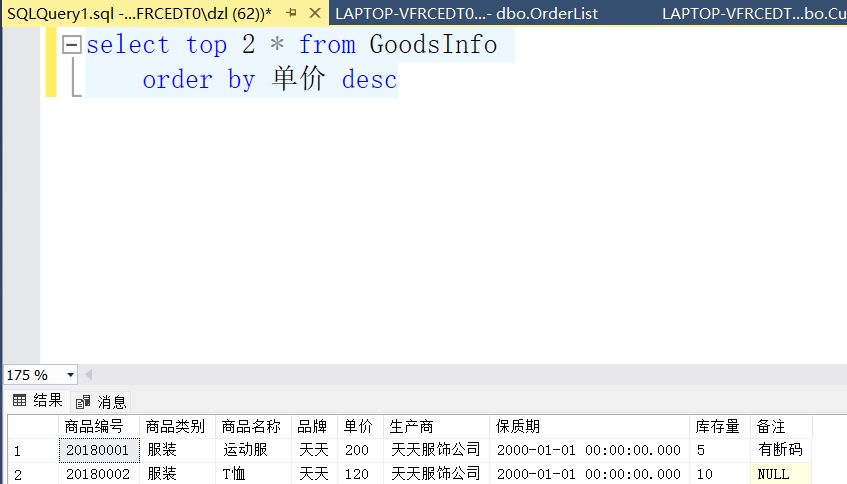 SQLQuery1.sql -...FRCEDT0\dzl (62))* LAPTOP-VFRCEDT0...- dbo.OrderList LAPTOP-VFRCEDT...bo.Cu
select top 2 * from GoodsInfo
order by 单价 desc
175 %
结果 消息
商品编号 商品类别 商品名称 品牌 单价 生产商 保质期 库存量 备注
1 20180001 服装 运动服 天天 200 天天服饰公司 2000-01-01 00:00:00.000 5 有断码
2 20180002 服装 T恤 天天 120 天天服饰公司 2000-01-01 00:00:00.000 10 NULL